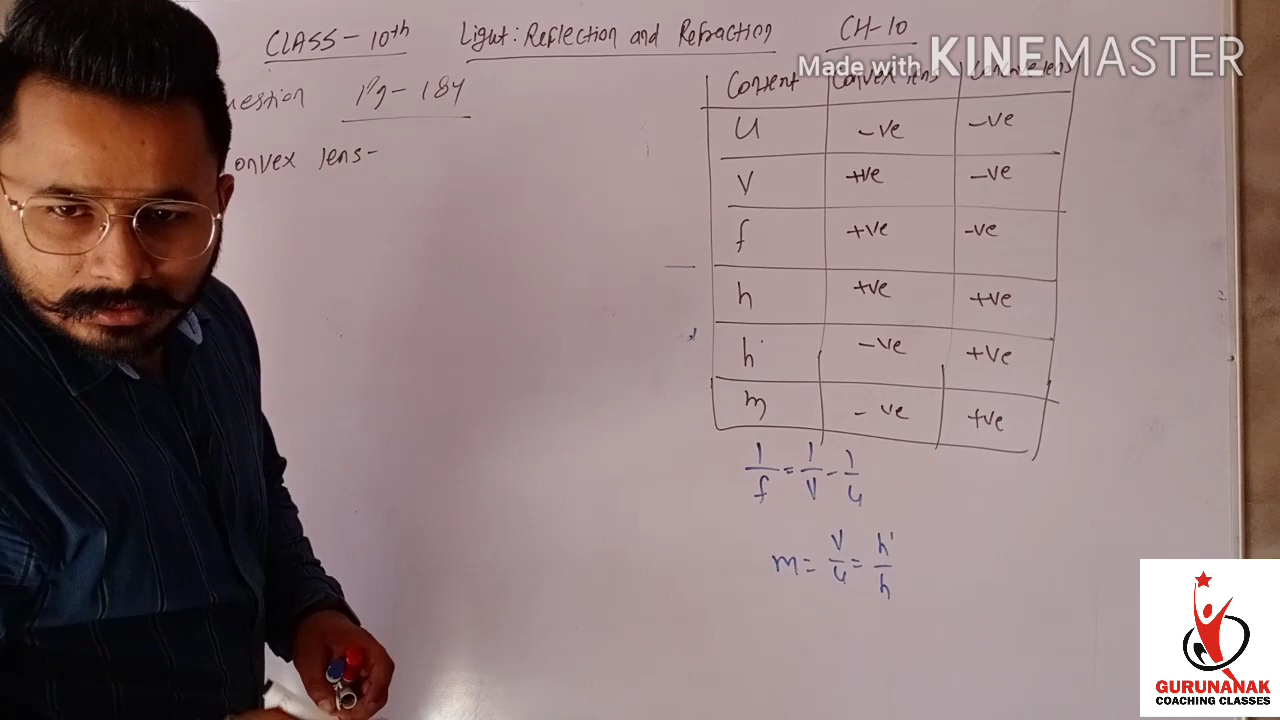 CLASS - 10th Light: Reflection and Refraction CH-10
Made with KINEMASTER
uestion Pg - 184
onvex lens-
Content Convex lens Concave lens
u -ve -ve
v +ve -ve
f +ve -ve
h +ve +ve
h' -ve +ve
m -ve +ve
1/f = 1/v - 1/u
m = v/u = h'/h
GURUNANAK
COACHING CLASSES